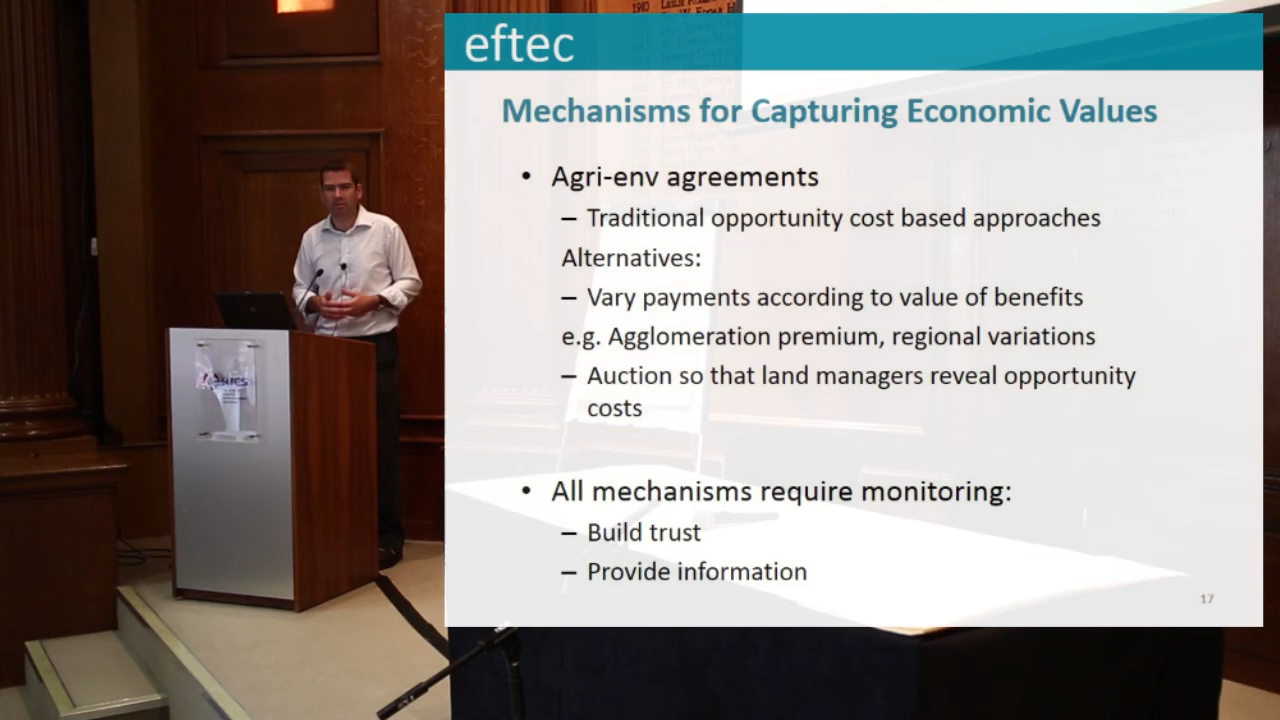 1910
eftec
Mechanisms for Capturing Economic Values
• Agri-env agreements
– Traditional opportunity cost based approaches
Alternatives:
– Vary payments according to value of benefits
e.g. Agglomeration premium, regional variations
– Auction so that land managers reveal opportunity
costs
• All mechanisms require monitoring:
– Build trust
– Provide information
17